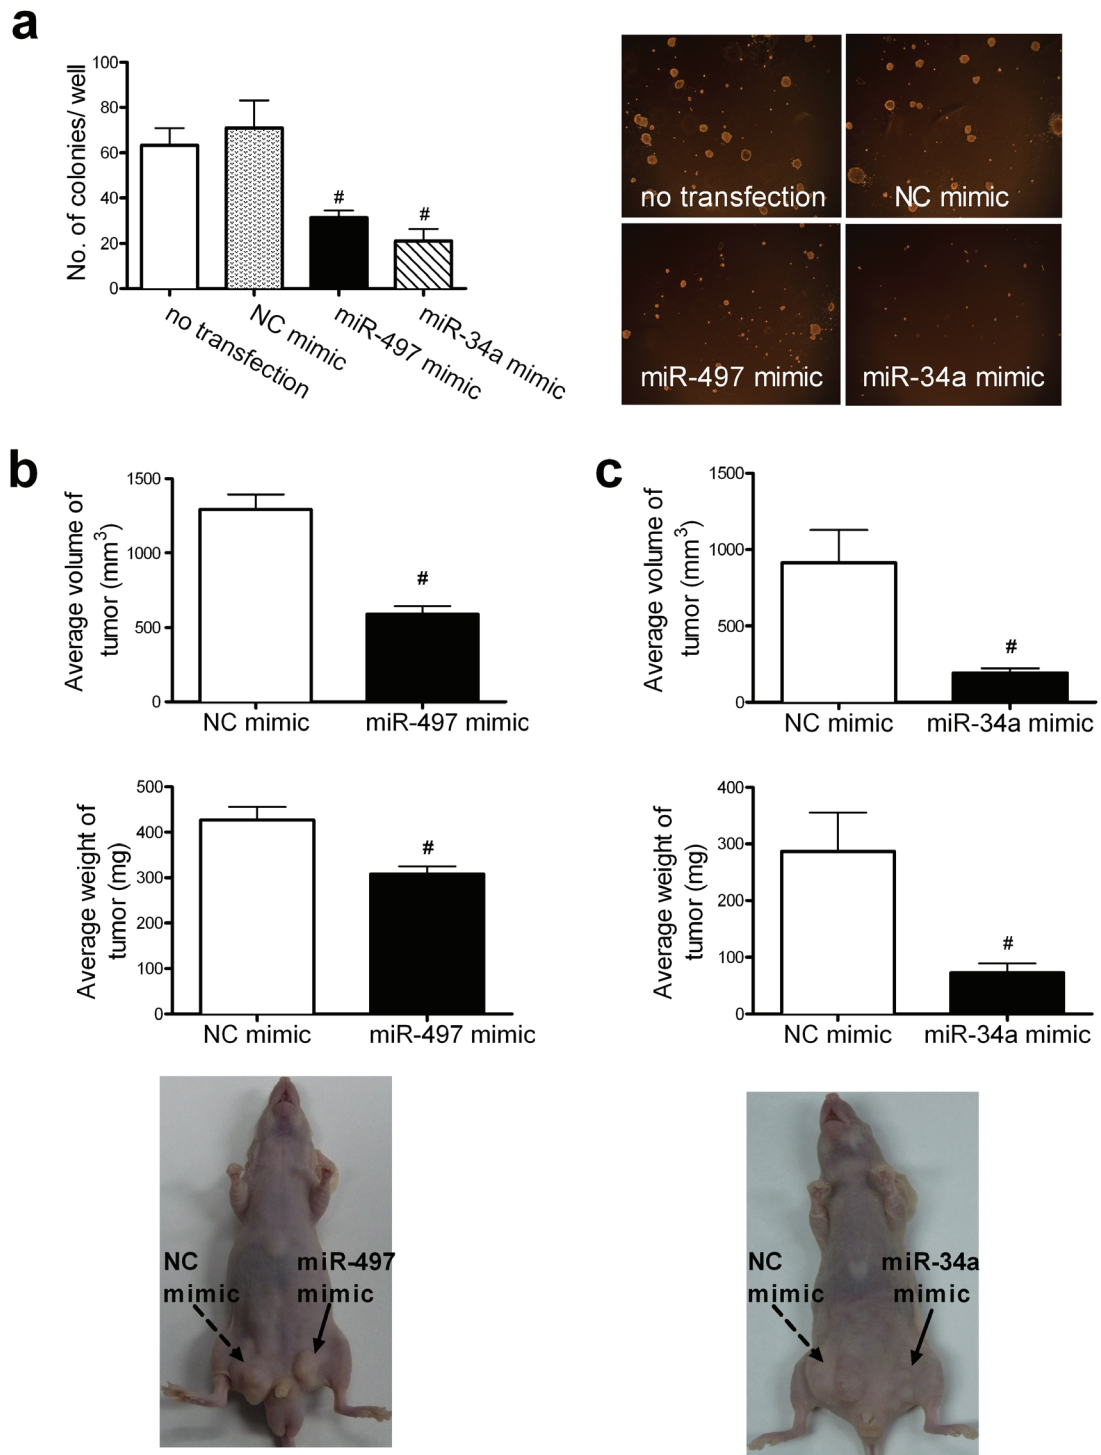 a
No. of colonies/ well
100
80
60
40
20
0
#
#
no transfection
NC mimic
miR-497 mimic
miR-34a mimic
no transfection
NC mimic
miR-497 mimic
miR-34a mimic
b
Average volume of
tumor (mm³)
1500
1000
500
0
#
NC mimic
miR-497 mimic
Average weight of
tumor (mg)
500
400
300
200
100
0
#
NC mimic
miR-497 mimic
NC
mimic
miR-497
mimic
c
Average volume of
tumor (mm³)
1500
1000
500
0
#
NC mimic
miR-34a mimic
Average weight of
tumor (mg)
400
300
200
100
0
#
NC mimic
miR-34a mimic
NC
mimic
miR-34a
mimic